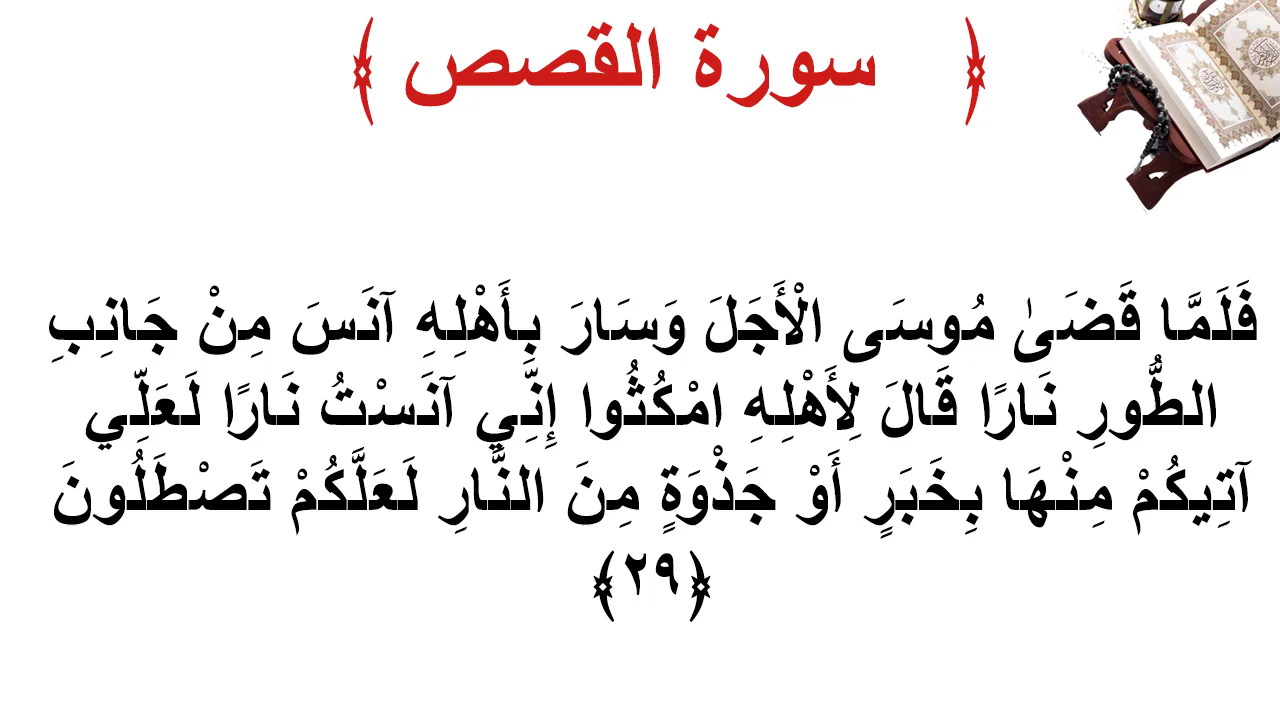 ﴿ سورة القصص ﴾
فَلَمَّا قَضَىٰ مُوسَى الْأَجَلَ وَسَارَ بِأَهْلِهِ آنَسَ مِنْ جَانِبِ
الطُّورِ نَارًا قَالَ لِأَهْلِهِ امْكُثُوا إِنِّي آنَسْتُ نَارًا لَعَلِّي
آتِيكُمْ مِنْهَا بِخَبَرٍ أَوْ جَذْوَةٍ مِنَ النَّارِ لَعَلَّكُمْ تَصْطَلُونَ
﴿٢٩﴾